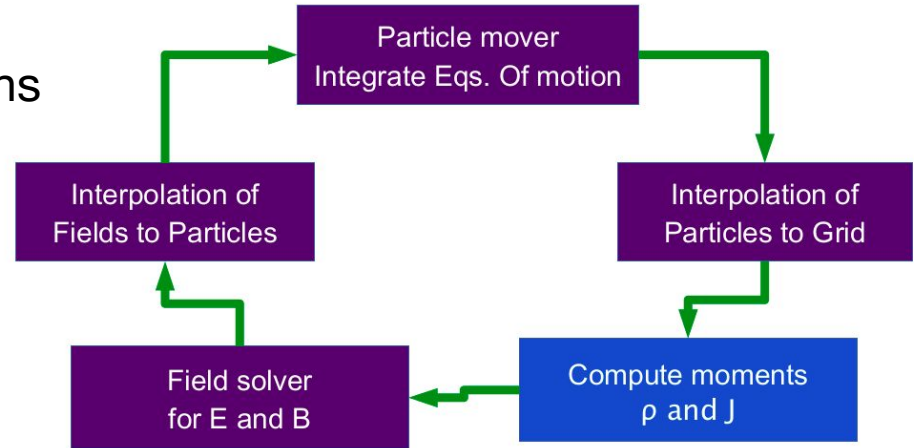 Particle mover
Integrate Eqs. Of motion
ns
Interpolation of
Fields to Particles
Interpolation of
Particles to Grid
Field solver
for E and B
Compute moments
ρ and J